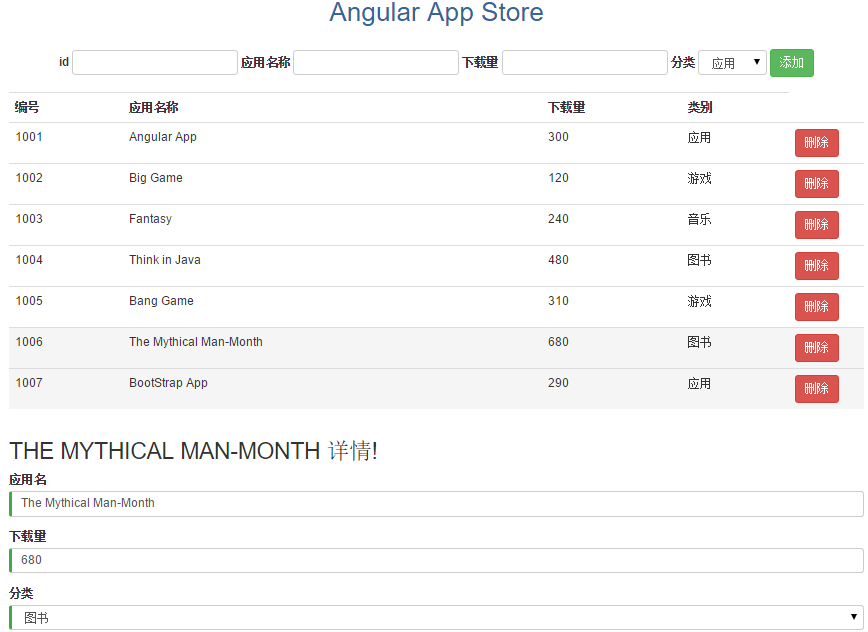 Angular App Store
id 应用名称 下载量 分类 应用 添加
编号 应用名称 下载量 类别
1001 Angular App 300 应用 删除
1002 Big Game 120 游戏 删除
1003 Fantasy 240 音乐 删除
1004 Think in Java 480 图书 删除
1005 Bang Game 310 游戏 删除
1006 The Mythical Man-Month 680 图书 删除
1007 BootStrap App 290 应用 删除
THE MYTHICAL MAN-MONTH 详情!
应用名
The Mythical Man-Month
下载量
680
分类
图书